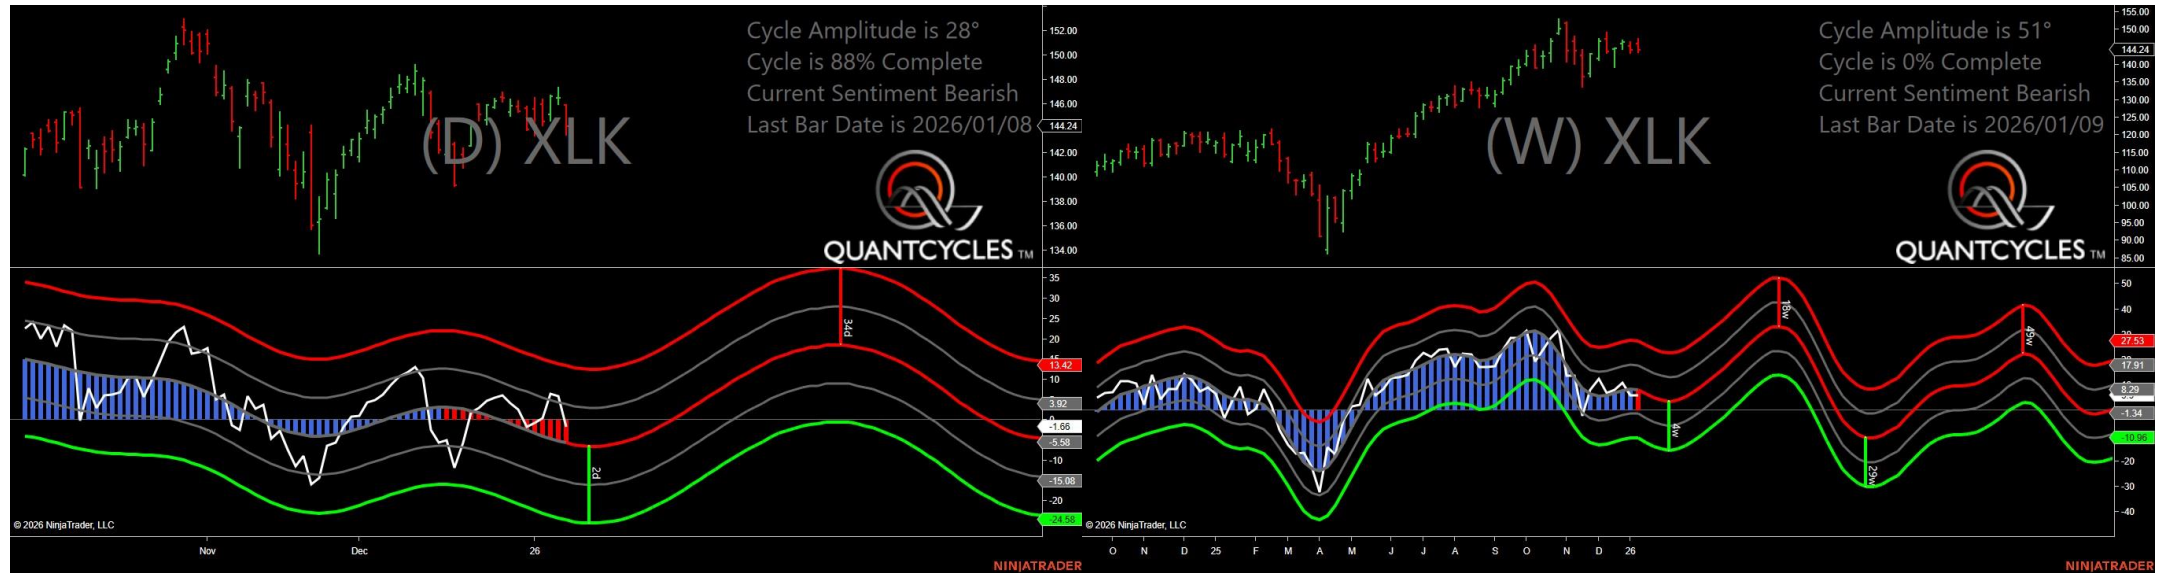 Cycle Amplitude is 28°
Cycle is 88% Complete
Current Sentiment Bearish
Last Bar Date is 2026/01/08
(D) XLK
QUANTCYCLES TM
152.00
150.00
148.00
146.00
144.24
142.00
140.00
138.00
136.00
134.00
34d
2d
35
30
25
20
13.42
10
3.92
-1.66
-5.58
-10
-15.08
-20
-24.58
© 2026 NinjaTrader, LLC
Nov Dec 26
NINJATRADER
Cycle Amplitude is 51°
Cycle is 0% Complete
Current Sentiment Bearish
Last Bar Date is 2026/01/09
(W) XLK
QUANTCYCLES TM
155.00
150.00
144.24
140.00
135.00
130.00
125.00
120.00
115.00
110.00
105.00
100.00
95.00
90.00
85.00
18w
49w
4w
29w
50
40
27.53
17.91
8.29
-1.34
-10.96
-20
-30
-40
© 2026 NinjaTrader, LLC
O N D 25 F M A M J J A S O N D 26
NINJATRADER